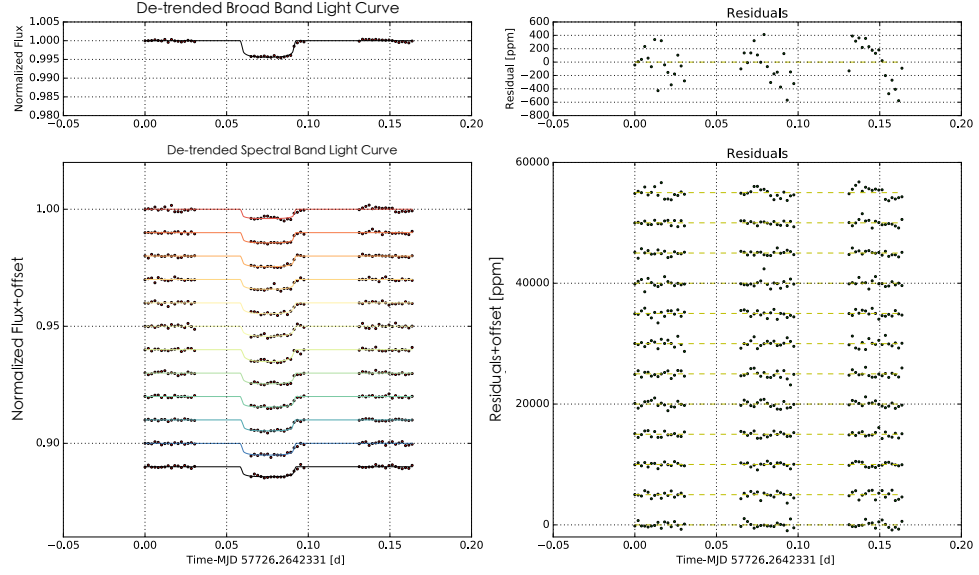 De-trended Broad Band Light Curve
Normalized Flux
1.005
1.000
0.995
0.990
0.985
0.980
−0.05 0.00 0.05 0.10 0.15 0.20
Residuals
Residual [ppm]
600
400
200
0
−200
−400
−600
−800
−0.05 0.00 0.05 0.10 0.15 0.20
De-trended Spectral Band Light Curve
Normalized Flux+offset
1.00
0.95
0.90
−0.05 0.00 0.05 0.10 0.15 0.20
Time-MJD 57726.2642331 [d]
Residuals
Residuals+offset [ppm]
60000
40000
20000
0
−0.05 0.00 0.05 0.10 0.15 0.20
Time-MJD 57726.2642331 [d]